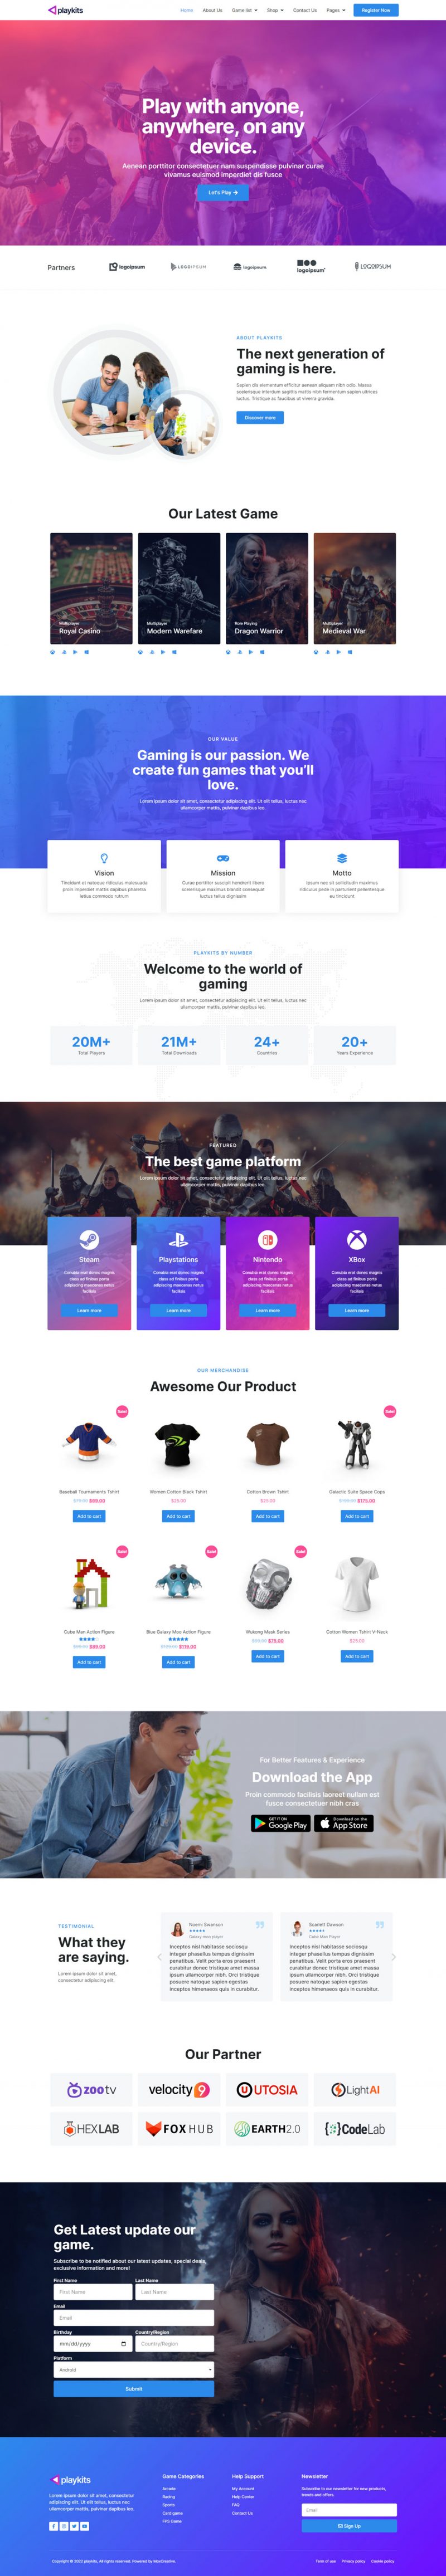 playkits
Home About Us Game list Shop Contact Us Pages Register Now
Play with anyone,
anywhere, on any
device.
Aenean porttitor consectetuer nam suspendisse pulvinar curae
vivamus euismod imperdiet dis fusce
Let's Play
Partners
logoipsum LOGOIPSUM logoipsum logoipsum LOGOIPSUM
ABOUT PLAYKITS
The next generation of
gaming is here.
Sapien dis elementum efficitur aenean aliquam nibh odio. Massa
scelerisque interdum sagittis mattis nibh fermentum sapien ultrices
luctus. Tristique ac faucibus ut viverra gravida.
Discover more
Our Latest Game
Multiplayer
Royal Casino
Multiplayer
Modern Warefare
Role Playing
Dragon Warrior
Multiplayer
Medieval War
OUR VALUE
Gaming is our passion. We
create fun games that you'll
love.
Lorem ipsum dolor sit amet, consectetur adipiscing elit. Ut elit tellus, luctus nec
ullamcorper mattis, pulvinar dapibus leo.
Vision
Tincidunt et natoque ridiculus malesuada
proin imperdiet mattis dapibus pharetra
letius commodo rutrum
Mission
Curae porttitor suscipit hendrerit libero
scelerisque maximus blandit consequat
luctus tellus dignissim
Motto
Ipsum nec sit sollicitudin maximus
ridiculus pede in parturient pellentesque
eu tincidunt
PLAYKITS BY NUMBER
Welcome to the world of
gaming
Lorem ipsum dolor sit amet, consectetur adipiscing elit. Ut elit tellus, luctus nec
ullamcorper mattis, pulvinar dapibus leo.
20M+
Total Players
21M+
Total Downloads
24+
Countries
20+
Years Experience
FEATURED
The best game platform
Lorem ipsum dolor sit amet, consectetur adipiscing elit. Ut elit tellus, luctus nec
ullamcorper mattis, pulvinar dapibus leo.
Steam
Conubia erat donec magnis
class ad finibus porta
adipiscing maecenas netus
facilisis
Learn more
Playstations
Conubia erat donec magnis
class ad finibus porta
adipiscing maecenas netus
facilisis
Learn more
Nintendo
Conubia erat donec magnis
class ad finibus porta
adipiscing maecenas netus
facilisis
Learn more
XBox
Conubia erat donec magnis
class ad finibus porta
adipiscing maecenas netus
facilisis
Learn more
OUR MERCHANDISE
Awesome Our Product
Sale!
Baseball Tournaments Tshirt
$69.00
Add to cart
Women Cotton Black Tshirt
$25.00
Add to cart
Cotton Brown Tshirt
Add to cart
Sale!
Galactic Suite Space Cops
$175.00
Add to cart
Sale!
Cube Man Action Figure
$89.00
Add to cart
Sale!
Blue Galaxy Moo Action Figure
$119.00
Add to cart
Sale!
Wukong Mask Series
$75.00
Add to cart
Cotton Women Tshirt V-Neck
$25.00
Add to cart
For Better Features & Experience
Download the App
Proin commodo facilisis laoreet nullam est
fusce consectetuer nibh cras
GET IT ON
Google Play
Download on the
App Store
TESTIMONIAL
What they
are saying.
Lorem ipsum dolor sit amet,
consectetur adipiscing elit.
Noemi Swanson
Galaxy moo player
Inceptos nisl habitasse sociosqu
integer phasellus tempus dignissim
penatibus. Velit porta eros praesent
curabitur donec tristique amet massa
ipsum ullamcorper nibh. Orci tristique
posuere natoque sapien egestas
inceptos himenaeos quis in curabitur.
Scarlett Dawson
Cube Man Player
Inceptos nisl habitasse sociosqu
integer phasellus tempus dignissim
penatibus. Velit porta eros praesent
curabitur donec tristique amet massa
ipsum ullamcorper nibh. Orci tristique
posuere natoque sapien egestas
inceptos himenaeos quis in curabitur.
Our Partner
zootv velocity9 UTOSIA LightAI
HEXLAB FOXHUB EARTH2.0 CodeLab
Get Latest update our
game.
Subscribe to be notified about our latest updates, special deals,
exclusive information and more!
First Name Last Name
First Name Last Name
Email
Email
Birthday Country/Region
mm/dd/yyyy Country/Region
Platform
Android
Submit
playkits
Lorem ipsum dolor sit amet, consectetur
adipiscing elit. Ut elit tellus, luctus nec
ullamcorper mattis, pulvinar dapibus leo.
Game Categories
Arcade
Racing
Sports
Card game
FPS Game
Help Support
My Account
Help Center
FAQ
Contact Us
Newsletter
Subscribe to our newsletter for new products,
trends and offers.
Email
Sign Up
Copyright © 2023 playkits, All rights reserved. Powered by MaxCreative.
Term of use Privacy policy Cookie policy